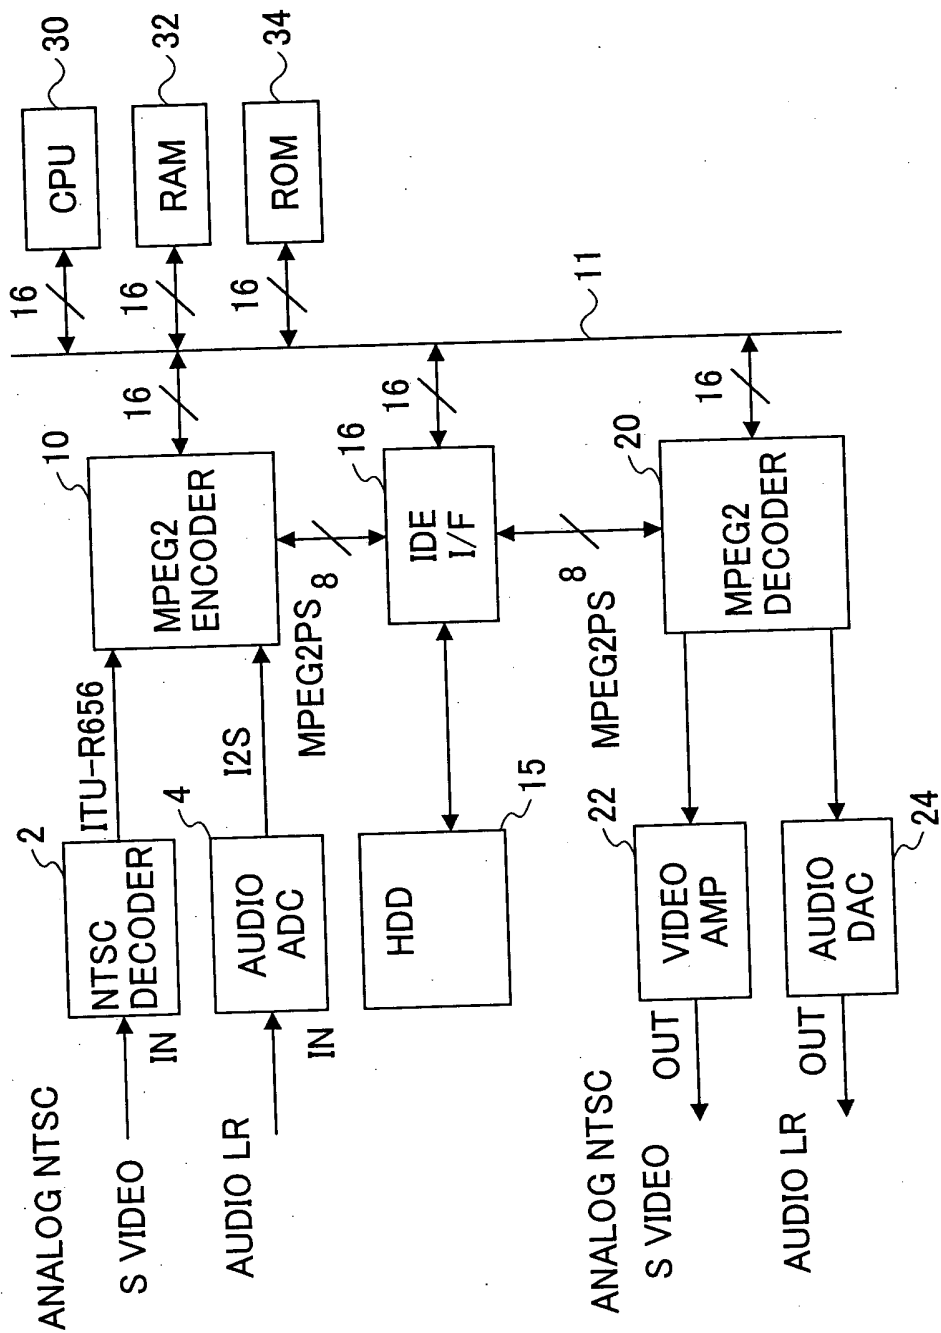 ANALOG NTSC
S VIDEO
IN
2
NTSC
DECODER
ITU-R656
10
MPEG2
ENCODER
16
16
CPU
30
AUDIO LR
IN
4
AUDIO
ADC
I2S
16
RAM
32
MPEG2PS
8
16
ROM
34
HDD
15
16
IDE
I/F
16
11
MPEG2PS
8
ANALOG NTSC
S VIDEO
OUT
22
VIDEO
AMP
20
MPEG2
DECODER
16
AUDIO LR
OUT
AUDIO
DAC
24